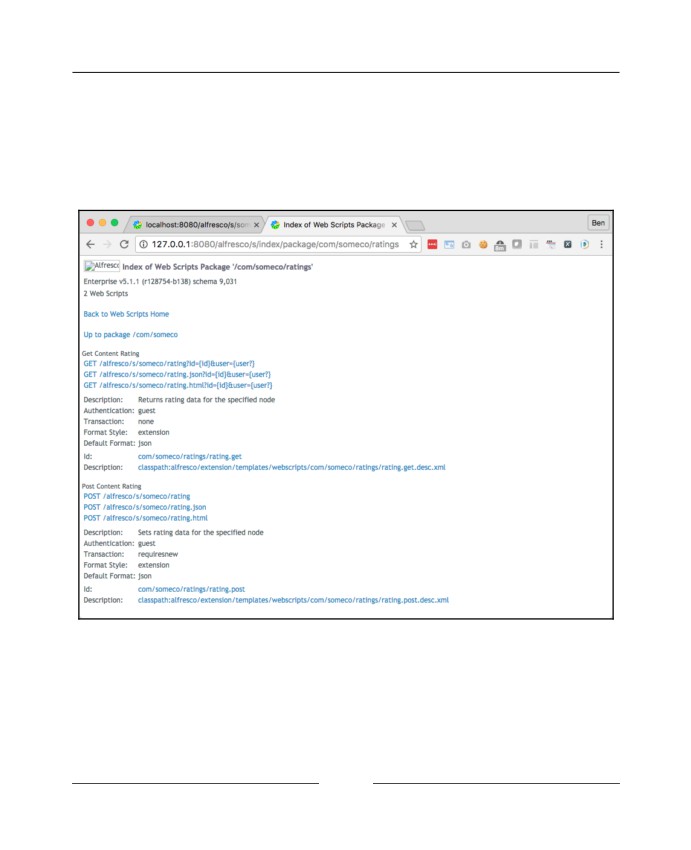 localhost:8080/alfresco/s/som
Index of Web Scripts Package
Ben
127.0.0.1:8080/alfresco/s/index/package/com/someco/ratings
Alfresco Index of Web Scripts Package '/com/someco/ratings'
Enterprise v5.1.1 (r128754-b138) schema 9,031
2 Web Scripts
Back to Web Scripts Home
Up to package /com/someco
Get Content Rating
GET /alfresco/s/someco/rating?id={id}&user={user?}
GET /alfresco/s/someco/rating.json?id={id}&user={user?}
GET /alfresco/s/someco/rating.html?id={id}&user={user?}
Description: Returns rating data for the specified node
Authentication: guest
Transaction: none
Format Style: extension
Default Format: json
Id: com/someco/ratings/rating.get
Description: classpath:alfresco/extension/templates/webscripts/com/someco/ratings/rating.get.desc.xml
Post Content Rating
POST /alfresco/s/someco/rating
POST /alfresco/s/someco/rating.json
POST /alfresco/s/someco/rating.html
Description: Sets rating data for the specified node
Authentication: guest
Transaction: requiresnew
Format Style: extension
Default Format: json
Id: com/someco/ratings/rating.post
Description: classpath:alfresco/extension/templates/webscripts/com/someco/ratings/rating.post.desc.xml